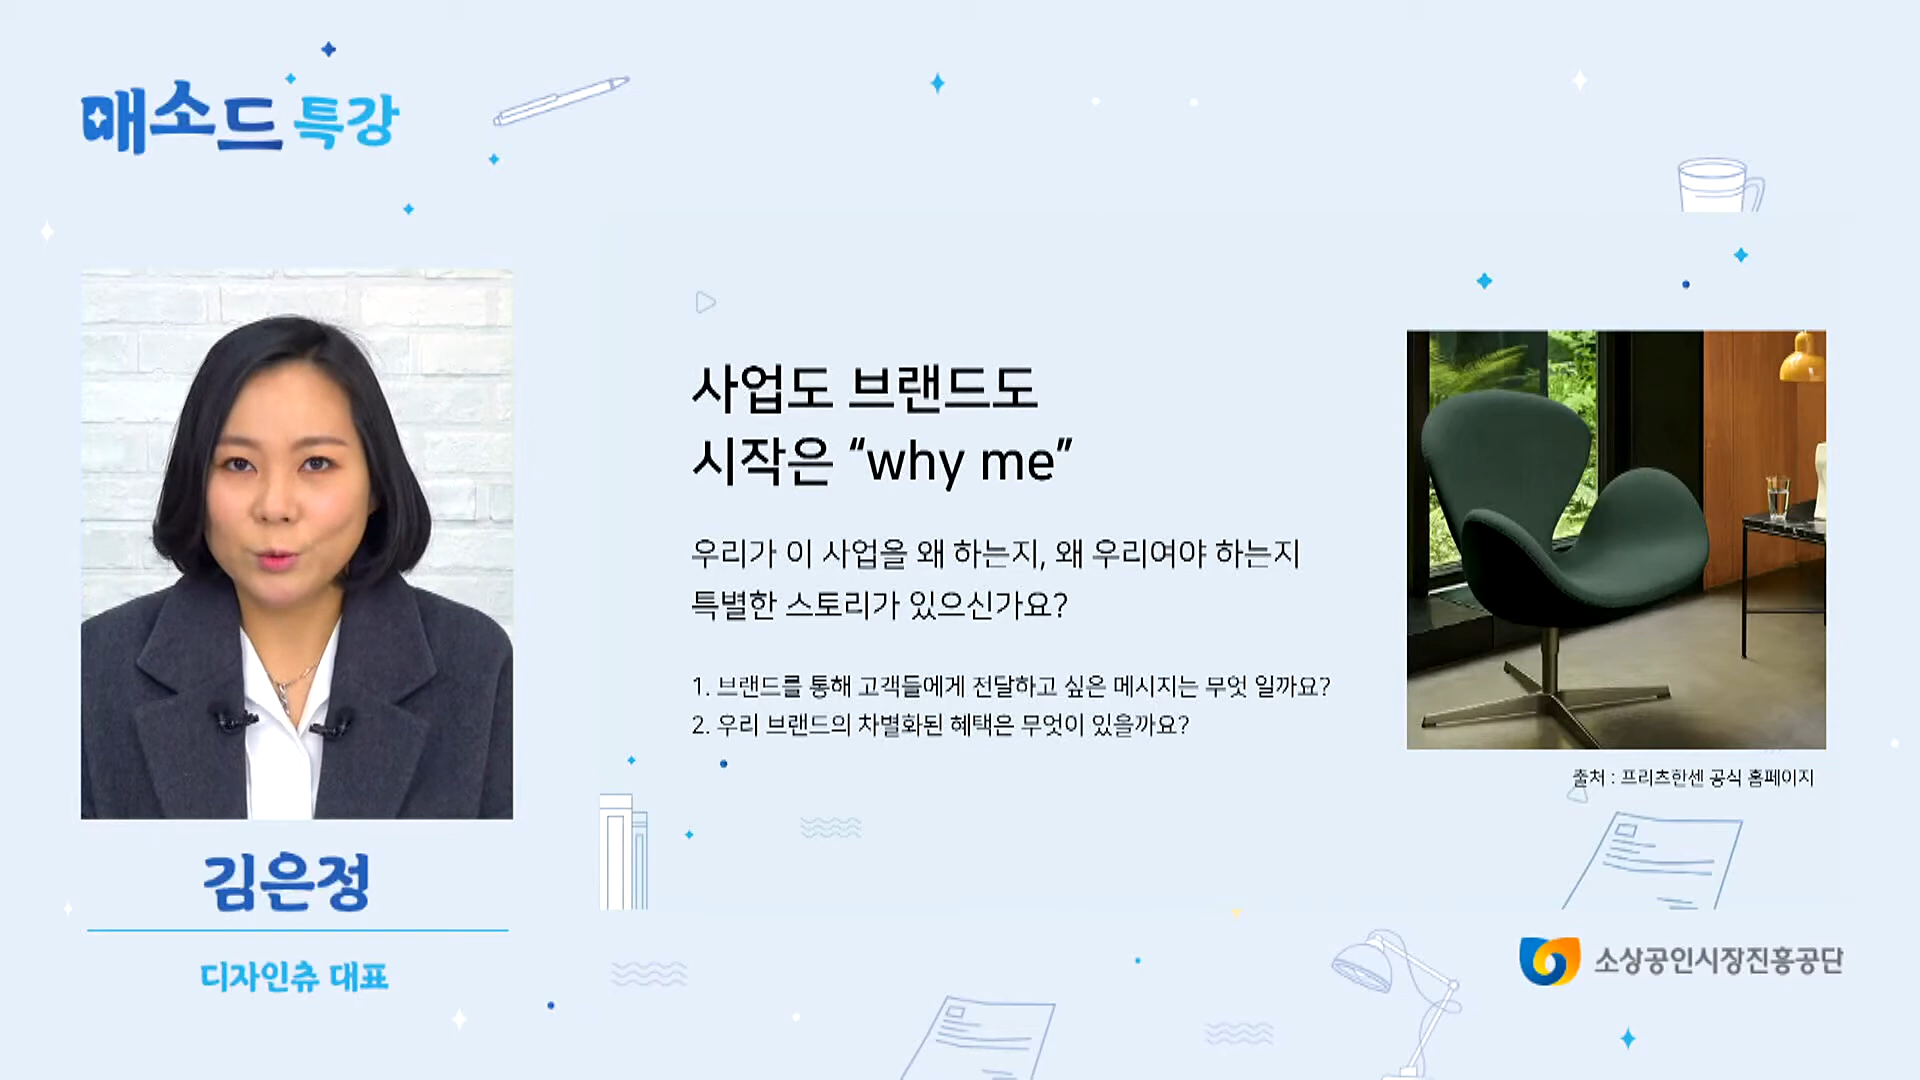 매소드 특강
사업도 브랜드도
시작은 “why me”
우리가 이 사업을 왜 하는지, 왜 우리여야 하는지
특별한 스토리가 있으신가요?
1. 브랜드를 통해 고객들에게 전달하고 싶은 메시지는 무엇 일까요?
2. 우리 브랜드의 차별화된 혜택은 무엇이 있을까요?
출처 : 프리츠한센 공식 홈페이지
김은정
디자인츄 대표
소상공인시장진흥공단